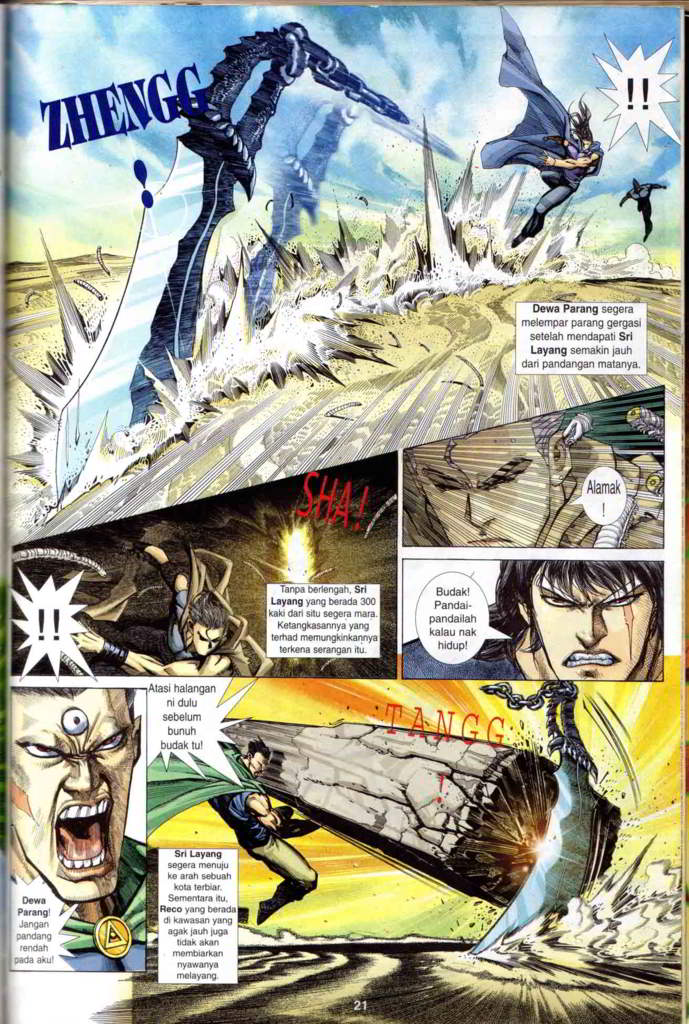 ZHENGG
!
!!
Dewa Parang segera
melempar parang gergasi
setelah mendapati Sri
Layang semakin jauh
dari pandangan matanya.
SHA!
Alamak
!
!!
Tanpa berlengah, Sri
Layang yang berada 300
kaki dari situ segera mara.
Ketangkasannya yang
terhad memungkinkannya
terkena serangan itu.
Budak!
Pandai-
pandailah
kalau nak
hidup!
Atasi halangan
ni dulu
sebelum
bunuh
budak tu!
TANGG
!
Dewa
Parang!
Jangan
pandang
rendah
pada aku!
Sri Layang
segera menuju
ke arah sebuah
kota terbiar.
Sementara itu,
Reco yang berada
di kawasan yang
agak jauh juga
tidak akan
membiarkan
nyawanya
melayang.
21